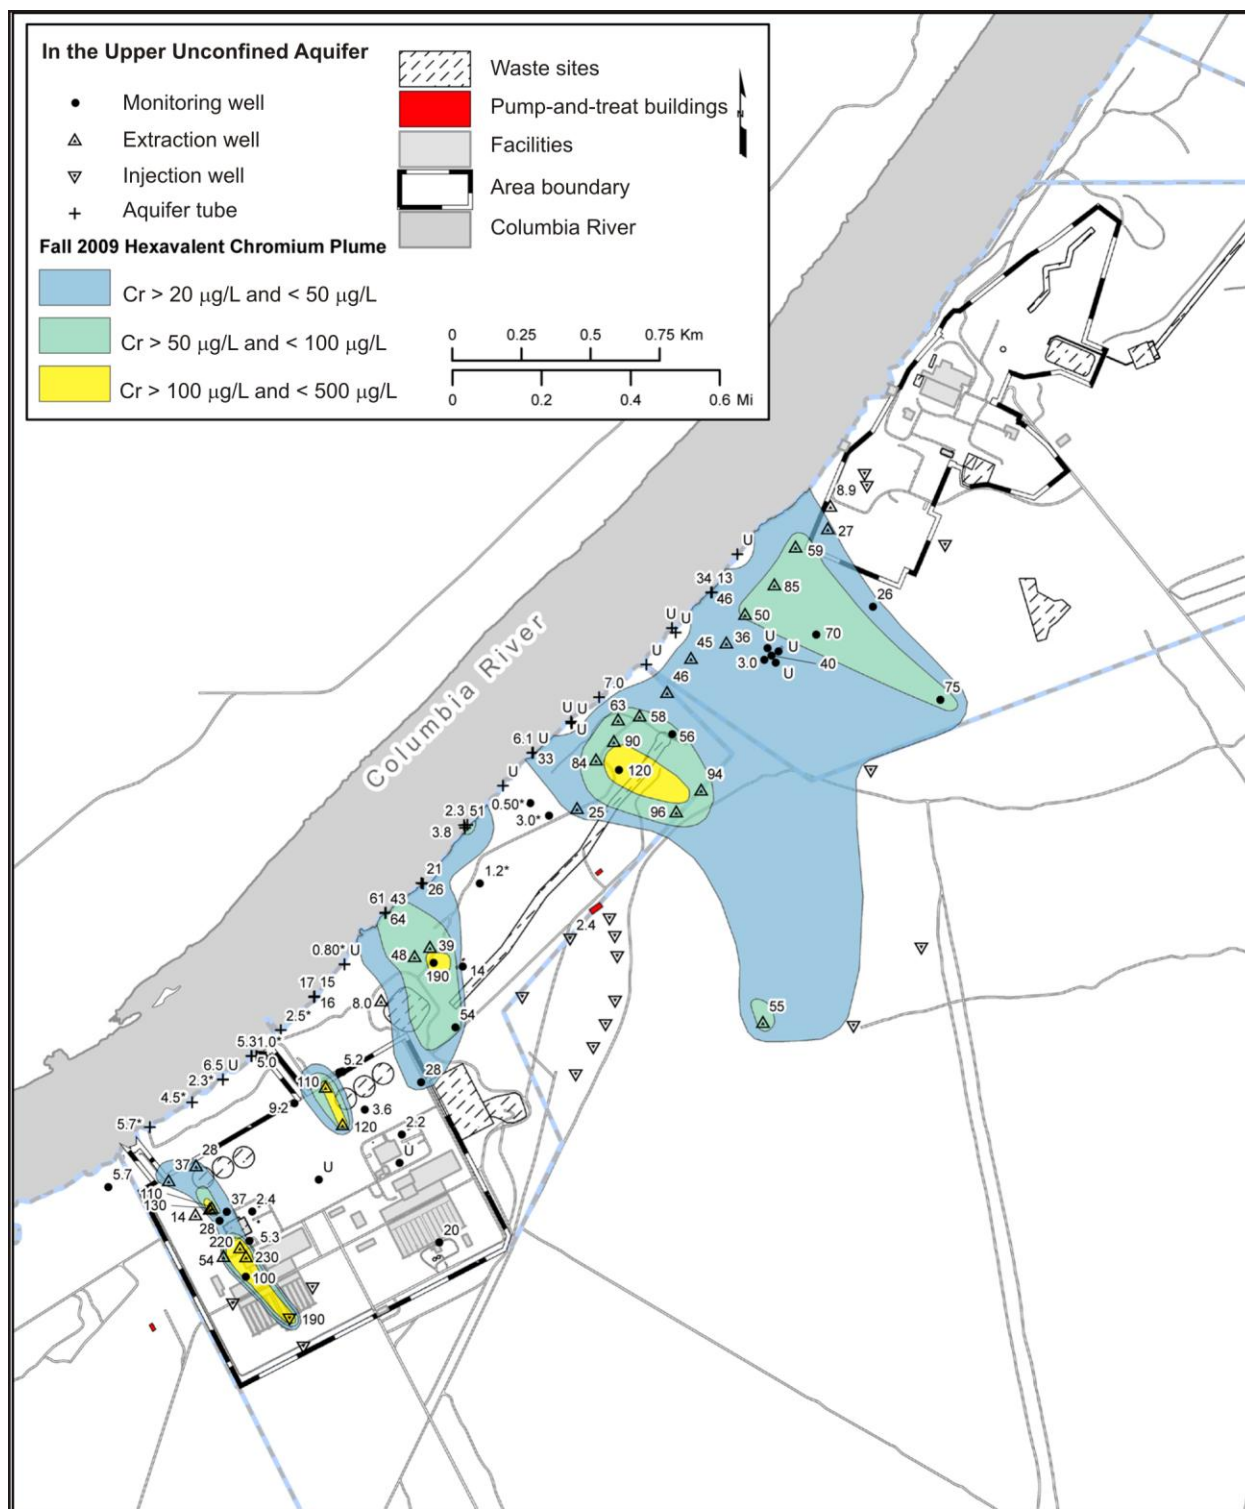 In the Upper Unconfined Aquifer
Monitoring well
Extraction well
Injection well
Aquifer tube
Fall 2009 Hexavalent Chromium Plume
Cr > 20 μg/L and < 50 μg/L
Cr > 50 μg/L and < 100 μg/L
Cr > 100 μg/L and < 500 μg/L
Waste sites
Pump-and-treat buildings
Facilities
Area boundary
Columbia River
N
0 0.25 0.5 0.75 Km
0 0.2 0.4 0.6 Mi
Columbia River
8.9
27
U
59
34 13
46
85
26
50
U U
70
36
U
U
45
3.0
40
U
U
46
75
7.0
63
58
U U
U
56
90
6.1 U
33
84
120
94
U
0.50*
3.0*
25
96
2.3 51
3.8
21
26
1.2*
61 43
64
2.4
39
48
0.80* U
190
14
17 15
16
8.0
55
2.5*
54
5.31.0*
5.0
6.5 U
5.2
28
2.3*
110
4.5*
9.2
3.6
5.7*
120
2.2
28
37
U
U
5.7
110
130
37
2.4
14
28
5.3
20
220
54
230
100
190